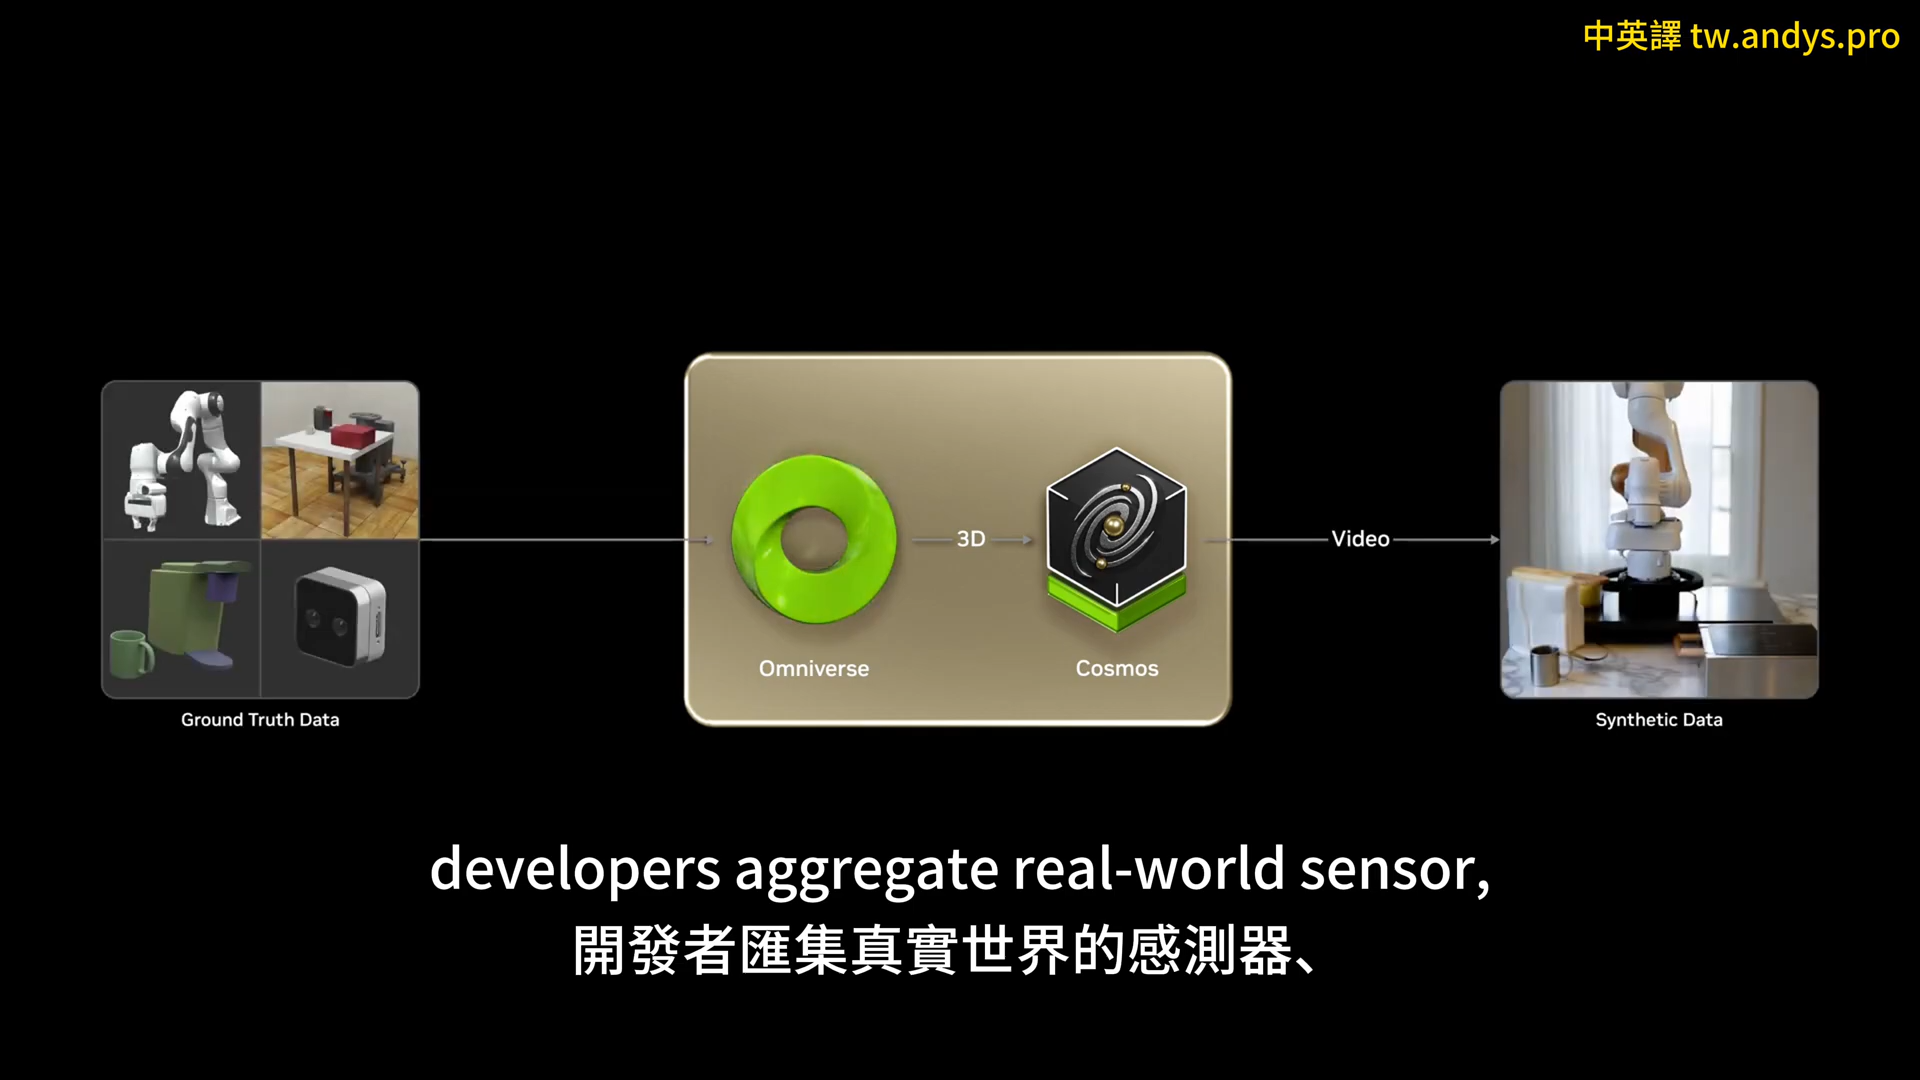 中英譯 tw.andys.pro
3D
Video
Omniverse
Cosmos
Ground Truth Data
Synthetic Data
developers aggregate real-world sensor,
開發者匯集真實世界的感測器、